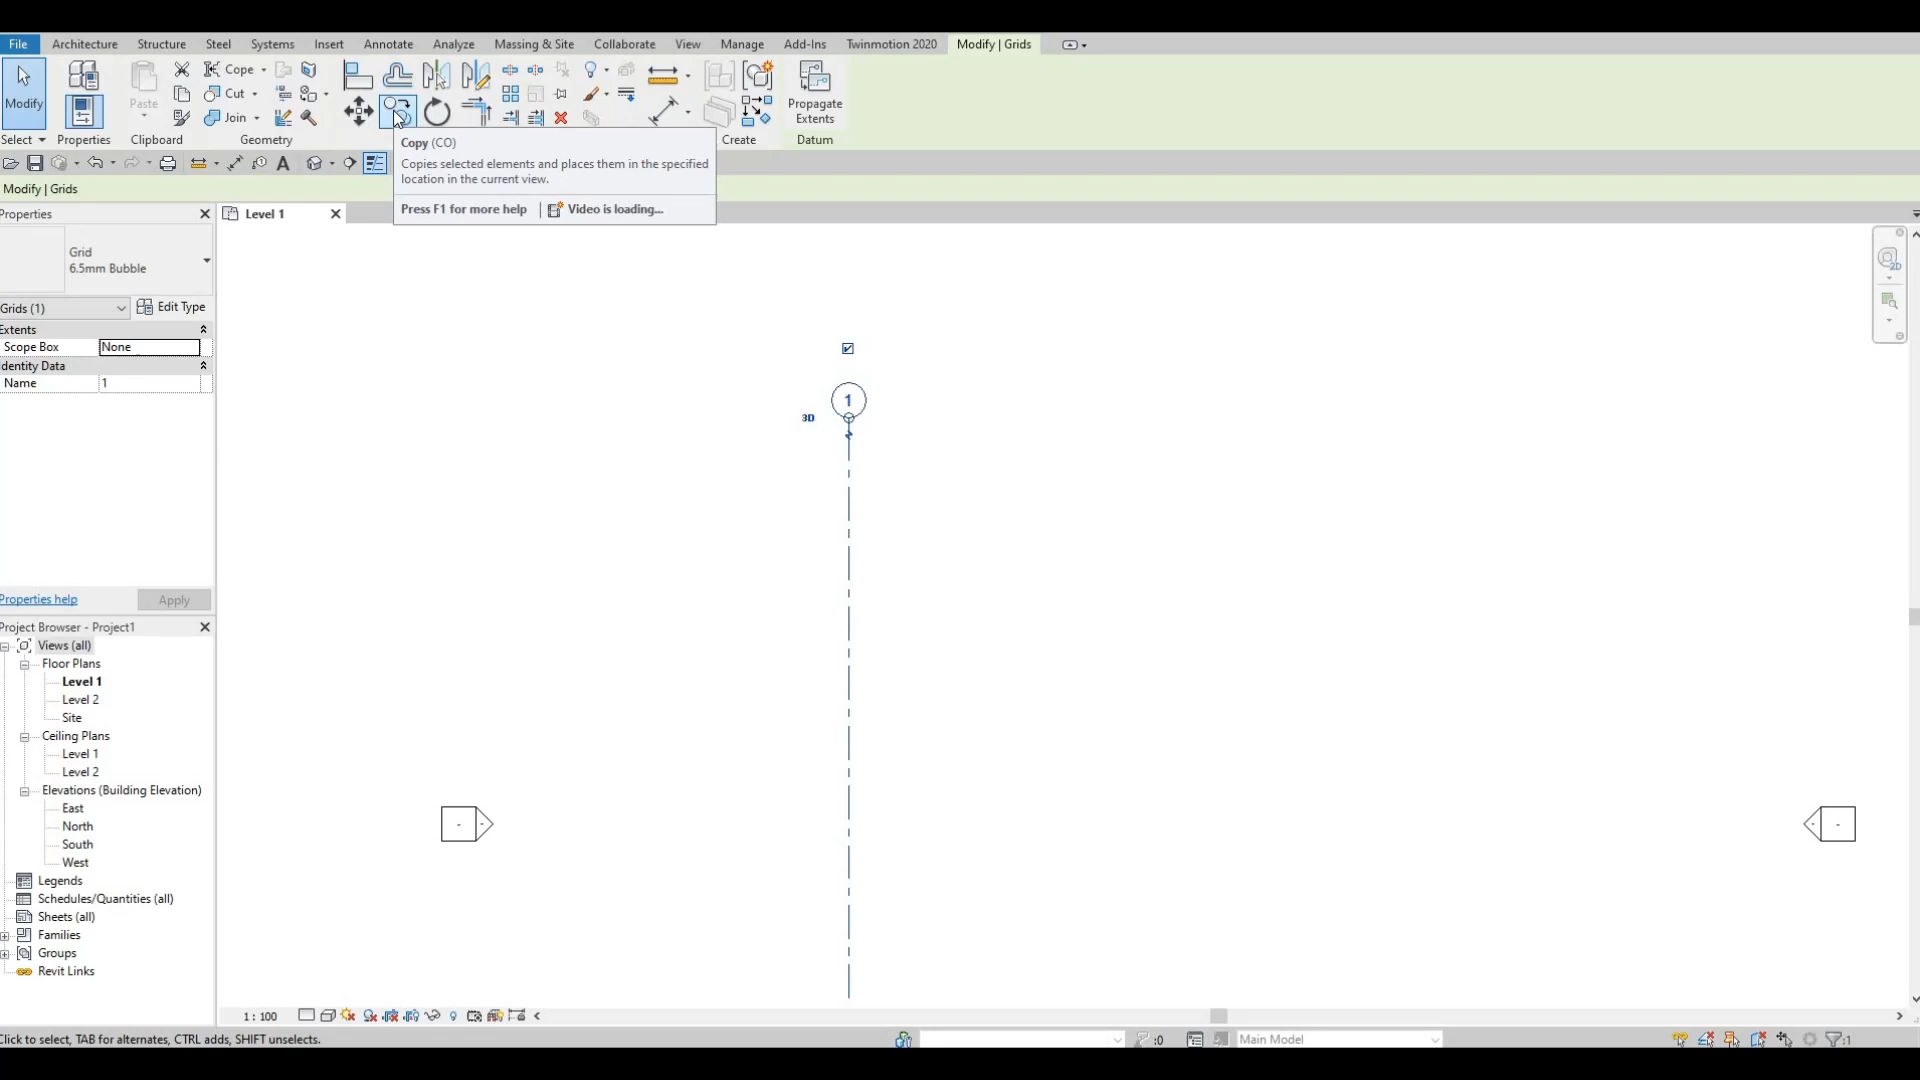 File Architecture Structure Steel Systems Insert Annotate Analyze Massing & Site Collaborate View Manage Add-Ins Twinmotion 2020 Modify | Grids
Modify
Paste
Cope
Cut
Join
Propagate
Extents
Select Properties Clipboard Geometry Create Datum
Copy (CO)
Copies selected elements and places them in the specified
location in the current view.
Press F1 for more help Video is loading...
A
Modify | Grids
Properties
Level 1
Grid
6.5mm Bubble
Grids (1)
Edit Type
Extents
Scope Box None
Identity Data
Name 1
Properties help
Apply
Project Browser - Project1
Views (all)
Floor Plans
Level 1
Level 2
Site
Ceiling Plans
Level 1
Level 2
Elevations (Building Elevation)
East
North
South
West
Legends
Schedules/Quantities (all)
Sheets (all)
Families
Groups
Revit Links
2D
1
3D
-
-
-
-
1 : 100
Click to select, TAB for alternates, CTRL adds, SHIFT unselects.
:0
Main Model
:1